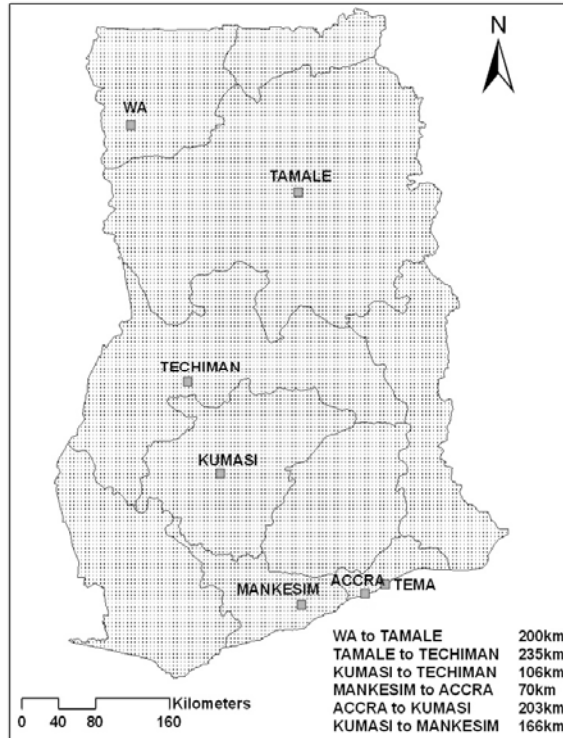 N
WA
TAMALE
TECHIMAN
KUMASI
ACCRA
TEMA
MANKESIM
WA to TAMALE 200km
TAMALE to TECHIMAN 235km
KUMASI to TECHIMAN 106km
MANKESIM to ACCRA 70km
ACCRA to KUMASI 203km
KUMASI to MANKESIM 166km
Kilometers
0 40 80 160